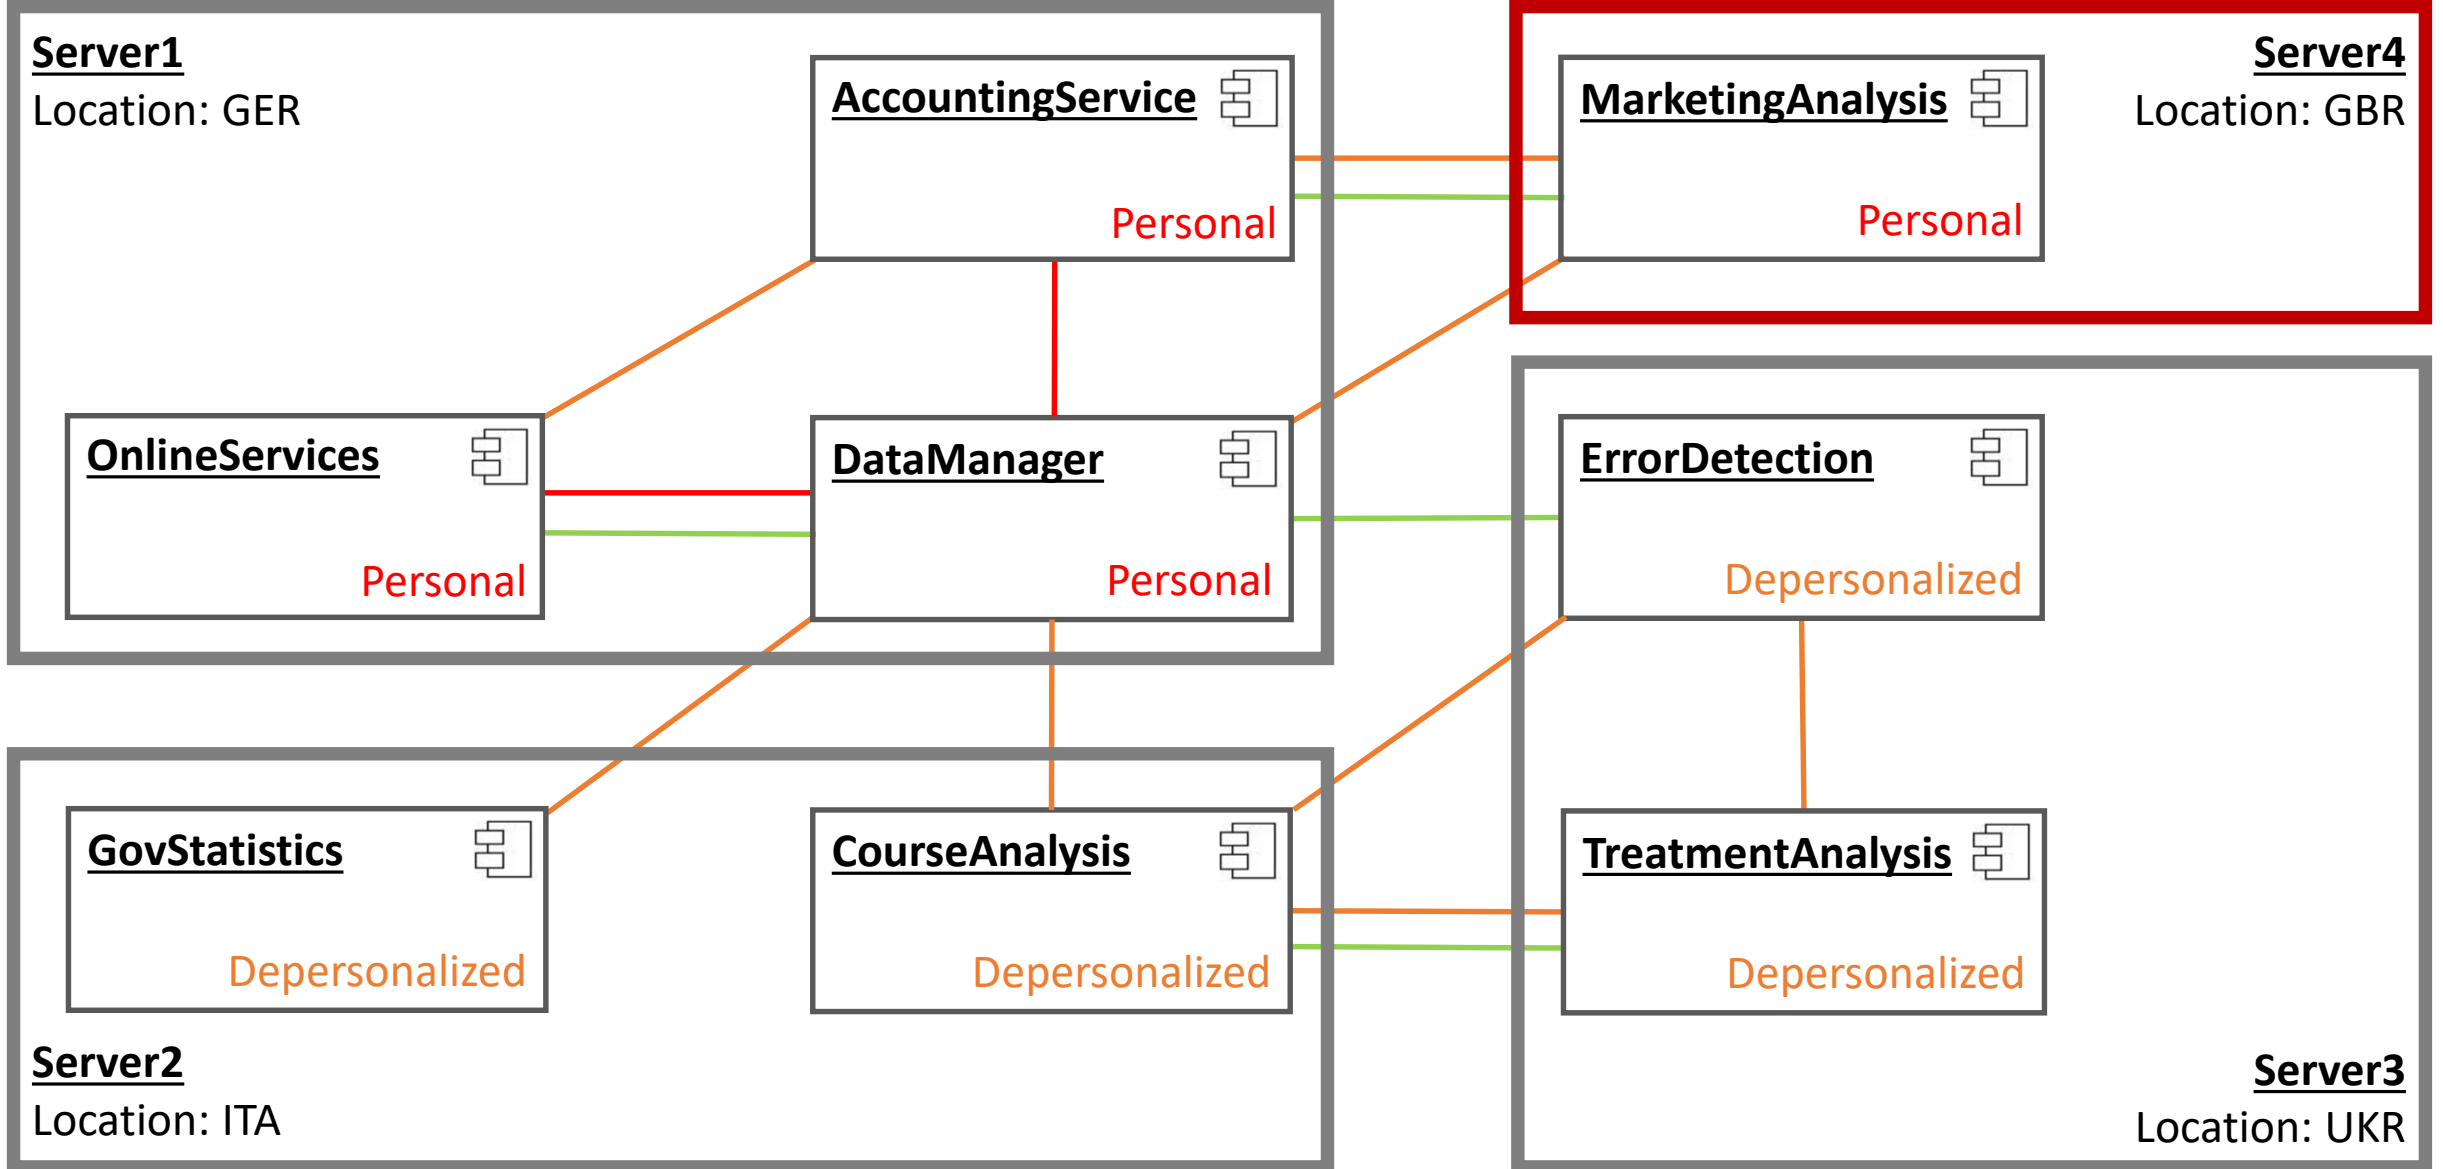 Server1
Location: GER
AccountingService
Personal
MarketingAnalysis
Personal
Server4
Location: GBR
OnlineServices
Personal
DataManager
Personal
ErrorDetection
Depersonalized
GovStatistics
Depersonalized
CourseAnalysis
Depersonalized
TreatmentAnalysis
Depersonalized
Server2
Location: ITA
Server3
Location: UKR